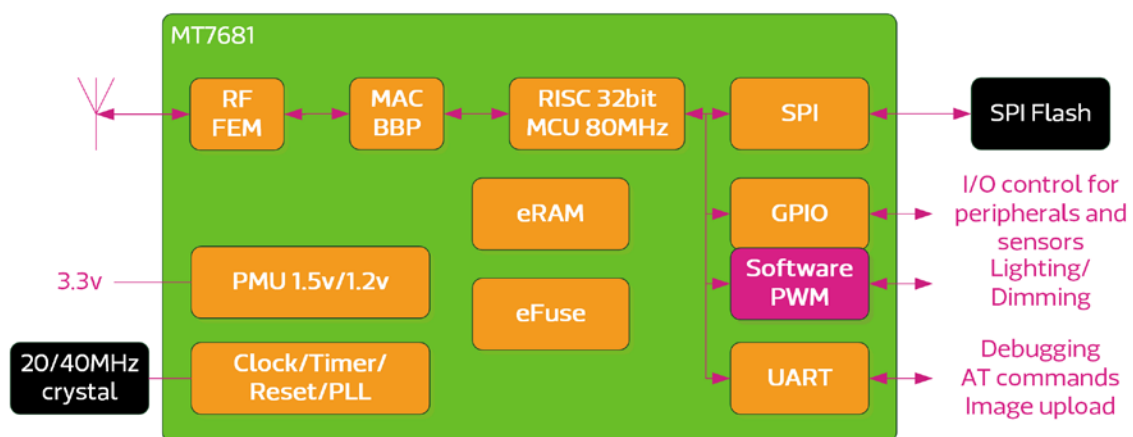 MT7681
RF
FEM
MAC
BBP
RISC 32bit
MCU 80MHz
SPI
SPI Flash
eRAM
GPIO
I/O control for
peripherals and
sensors
3.3v
PMU 1.5v/1.2v
eFuse
Software
PWM
Lighting/
Dimming
20/40MHz
crystal
Clock/Timer/
Reset/PLL
UART
Debugging
AT commands
Image upload